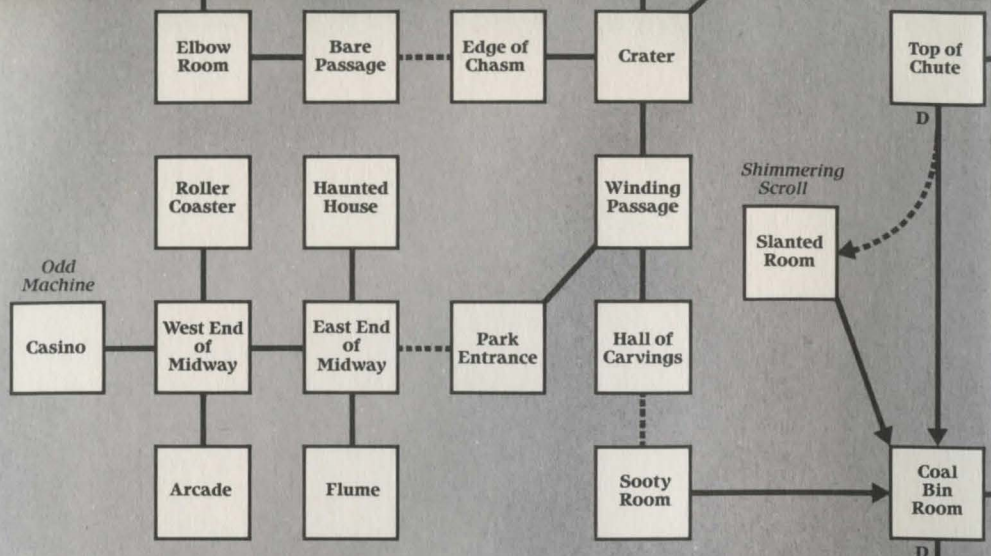 Elbow
Room
Bare
Passage
Edge of
Chasm
Crater
Top of
Chute
D
Roller
Coaster
Haunted
House
Winding
Passage
Shimmering
Scroll
Slanted
Room
Odd
Machine
Casino
West End
of
Midway
East End
of
Midway
Park
Entrance
Hall of
Carvings
Arcade
Flume
Sooty
Room
Coal
Bin
Room
D